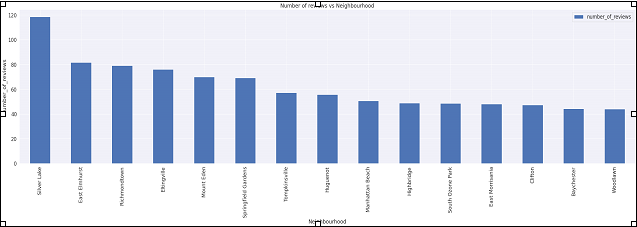 Number of reviews vs Neighbourhood
number_of_reviews
number_of_reviews
120
100
80
60
40
20
0
Silver Lake
East Elmhurst
Richmondtown
Eltingville
Mount Eden
Springfield Gardens
Tompkinsville
Huguenot
Manhattan Beach
Highbridge
South Ozone Park
East Morrisania
Clifton
Baychester
Woodlawn
Neighbourhood